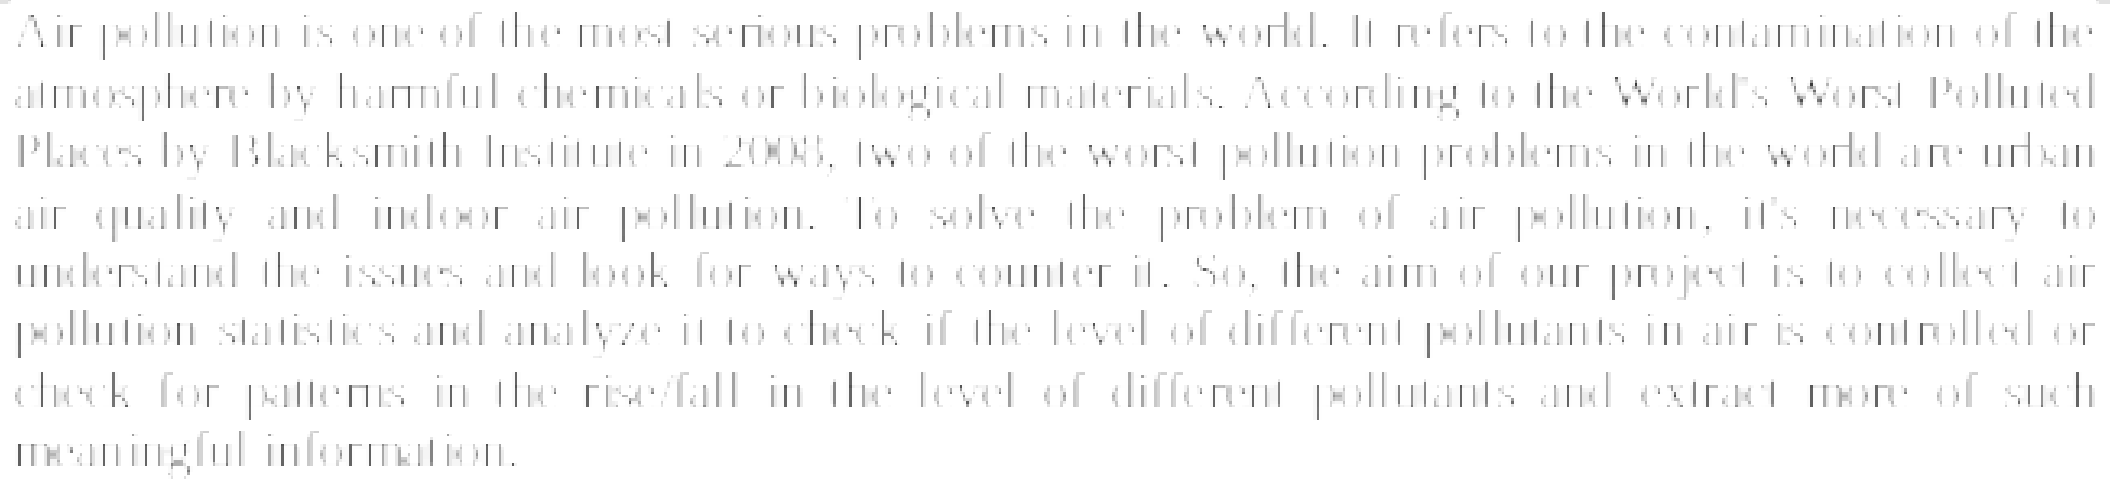 Air pollution is one of the most serious problems in the world. It refers to the contamination of the
atmosphere by harmful chemicals or biological materials. According to the World's Worst Polluted
Places by Blacksmith Institute in 2008, two of the worst pollution problems in the world are urban
air quality and indoor air pollution. To solve the problem of air pollution, it's necessary to
understand the issues and look for ways to counter it. So, the aim of our project is to collect air
pollution statistics and analyze it to check if the level of different pollutants in air is controlled or
check for patterns in the rise/fall in the level of different pollutants and extract more of such
meaningful information.